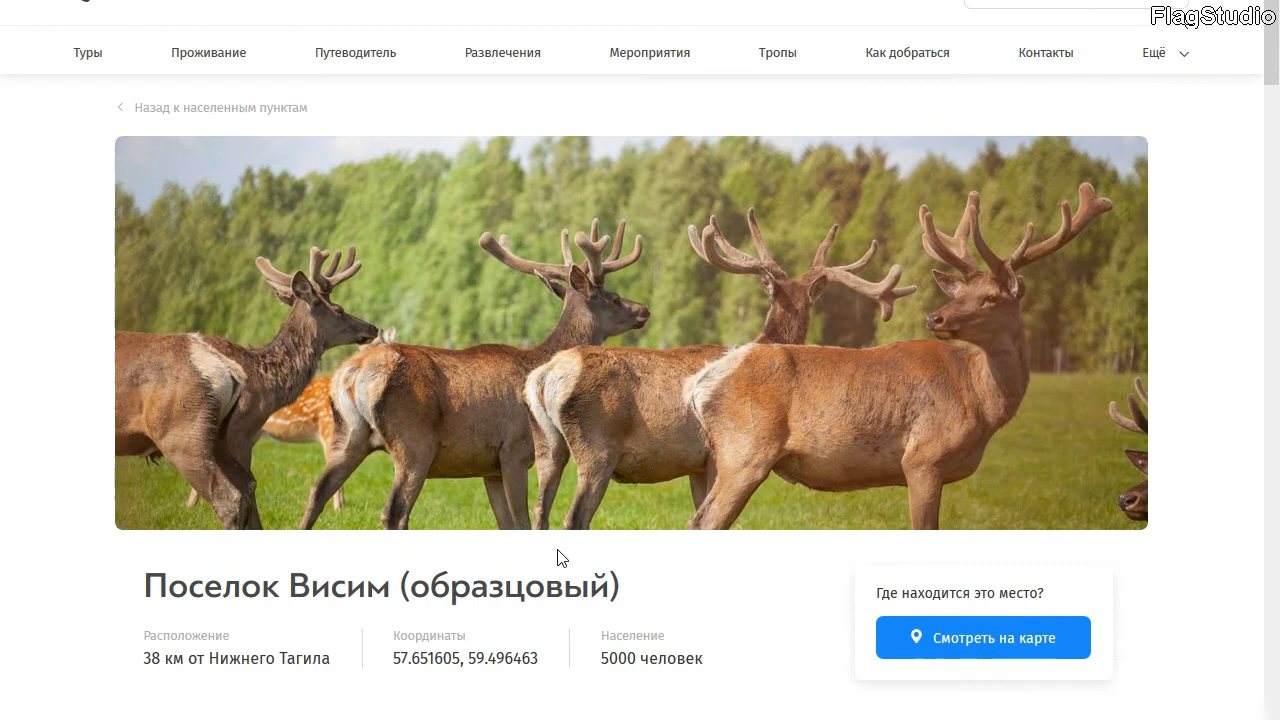 FlagStudio
Туры Проживание Путеводитель Развлечения Мероприятия Тропы Как добраться Контакты Ещё
Назад к населенным пунктам
Поселок Висим (образцовый)
Расположение Координаты Население
38 км от Нижнего Тагила 57.651605, 59.496463 5000 человек
Где находится это место?
Смотреть на карте